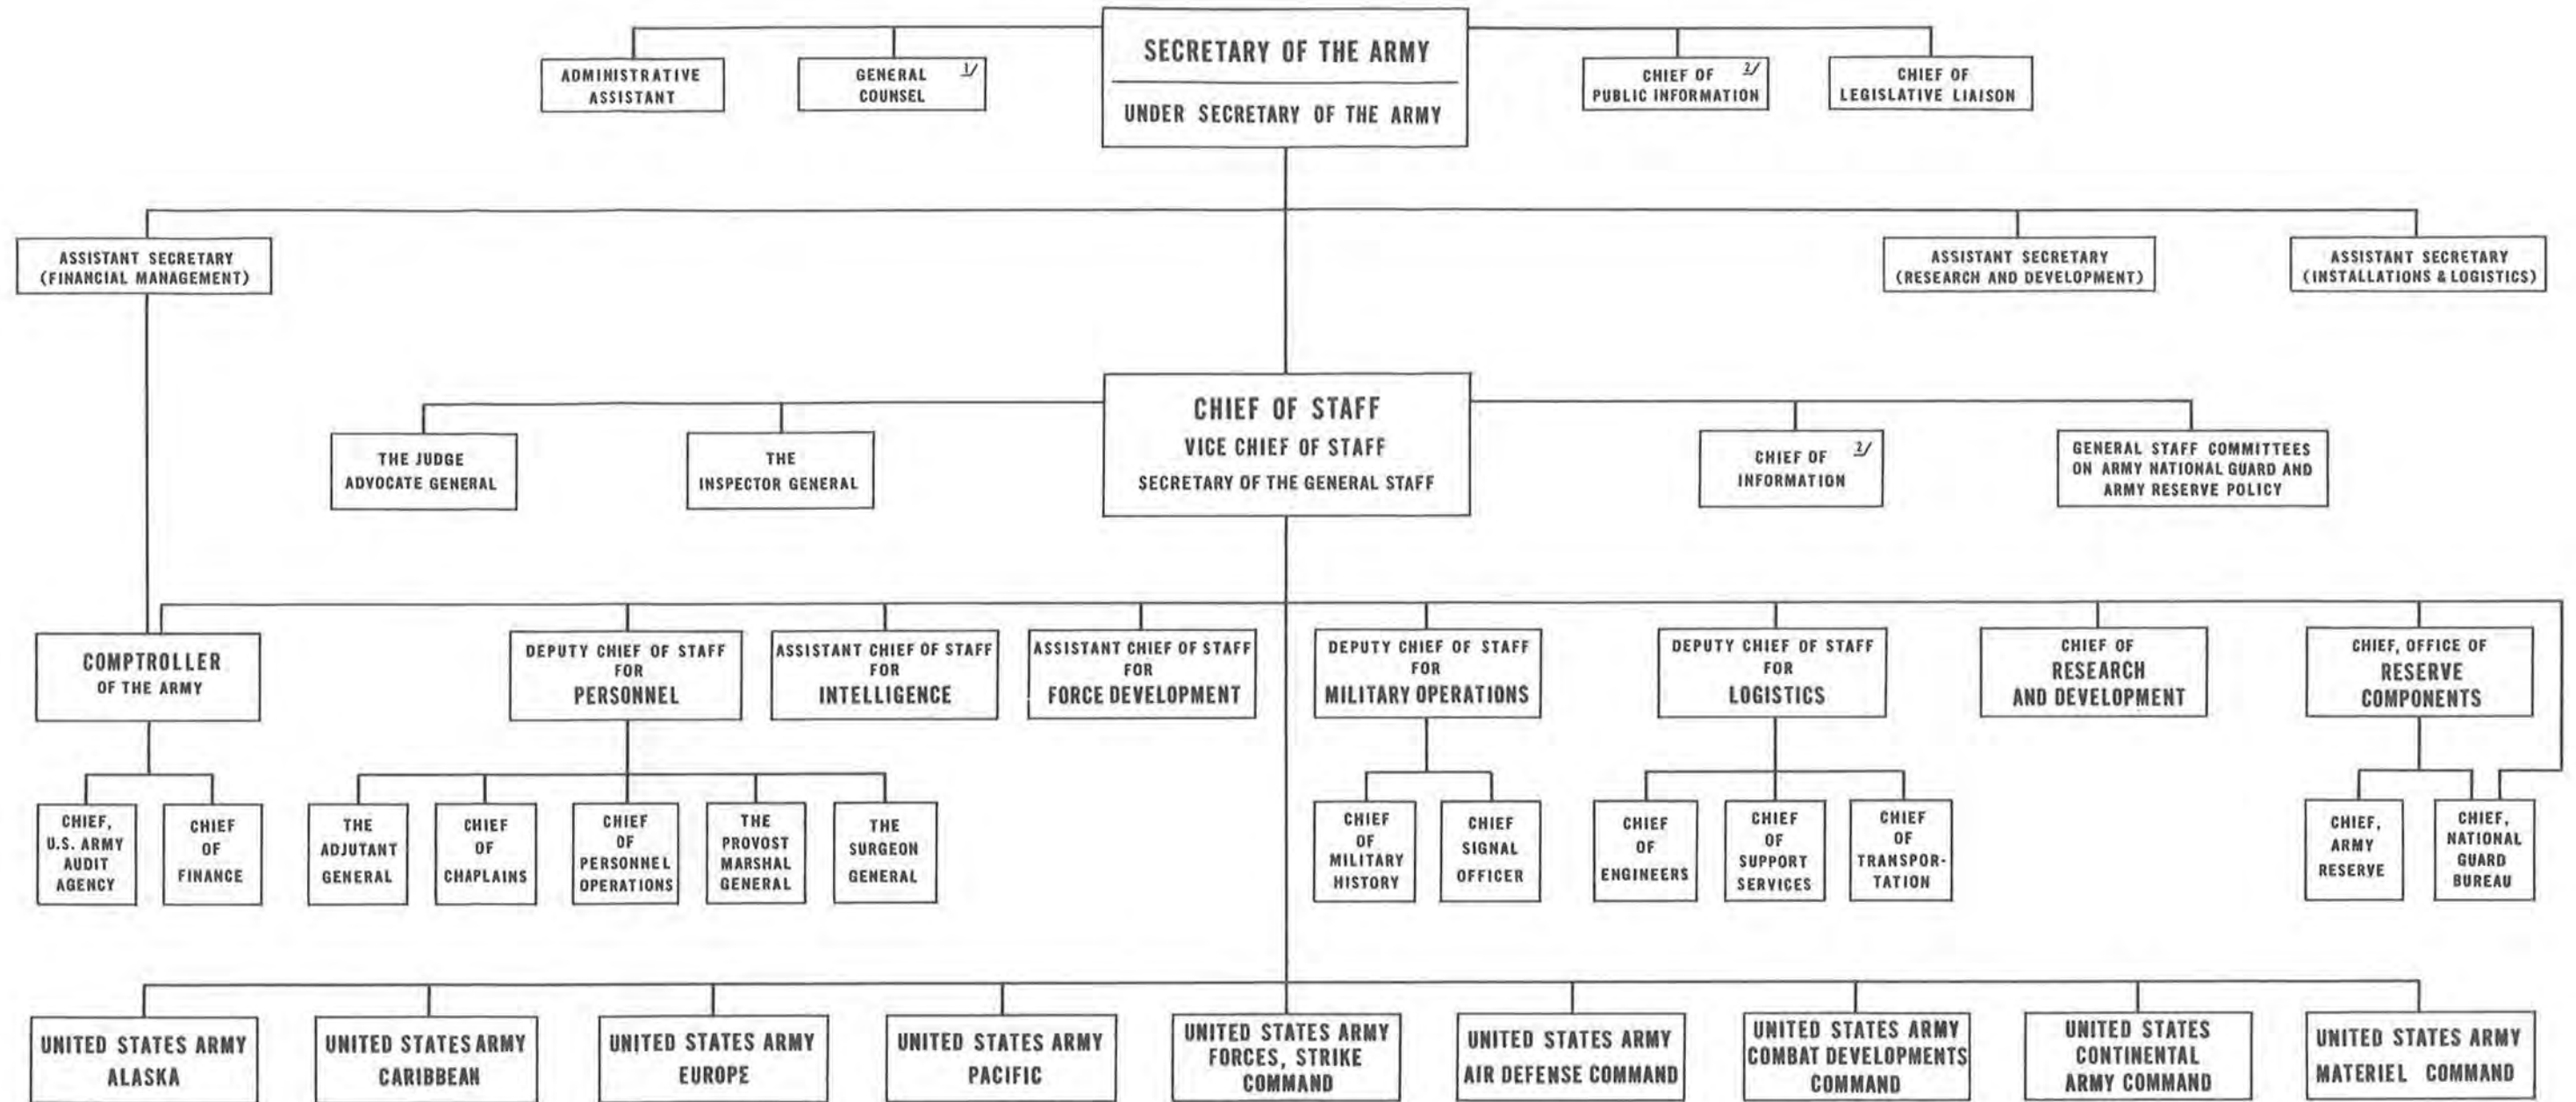 SECRETARY OF THE ARMY
UNDER SECRETARY OF THE ARMY
ADMINISTRATIVE
ASSISTANT
GENERAL 1/
COUNSEL
CHIEF OF 2/
PUBLIC INFORMATION
CHIEF OF
LEGISLATIVE LIAISON
ASSISTANT SECRETARY
(FINANCIAL MANAGEMENT)
ASSISTANT SECRETARY
(RESEARCH AND DEVELOPMENT)
ASSISTANT SECRETARY
(INSTALLATIONS & LOGISTICS)
CHIEF OF STAFF
VICE CHIEF OF STAFF
SECRETARY OF THE GENERAL STAFF
THE JUDGE
ADVOCATE GENERAL
THE
INSPECTOR GENERAL
CHIEF OF 2/
INFORMATION
GENERAL STAFF COMMITTEES
ON ARMY NATIONAL GUARD AND
ARMY RESERVE POLICY
COMPTROLLER
OF THE ARMY
DEPUTY CHIEF OF STAFF
FOR
PERSONNEL
ASSISTANT CHIEF OF STAFF
FOR
INTELLIGENCE
ASSISTANT CHIEF OF STAFF
FOR
FORCE DEVELOPMENT
DEPUTY CHIEF OF STAFF
FOR
MILITARY OPERATIONS
DEPUTY CHIEF OF STAFF
FOR
LOGISTICS
CHIEF OF
RESEARCH
AND DEVELOPMENT
CHIEF, OFFICE OF
RESERVE
COMPONENTS
CHIEF,
U.S. ARMY
AUDIT
AGENCY
CHIEF
OF
FINANCE
THE
ADJUTANT
GENERAL
CHIEF
OF
CHAPLAINS
CHIEF
OF
PERSONNEL
OPERATIONS
THE
PROVOST
MARSHAL
GENERAL
THE
SURGEON
GENERAL
CHIEF
OF
MILITARY
HISTORY
CHIEF
SIGNAL
OFFICER
CHIEF
OF
ENGINEERS
CHIEF
OF
SUPPORT
SERVICES
CHIEF
OF
TRANSPOR-
TATION
CHIEF,
ARMY
RESERVE
CHIEF,
NATIONAL
GUARD
BUREAU
UNITED STATES ARMY
ALASKA
UNITED STATES ARMY
CARIBBEAN
UNITED STATES ARMY
EUROPE
UNITED STATES ARMY
PACIFIC
UNITED STATES ARMY
FORCES, STRIKE
COMMAND
UNITED STATES ARMY
AIR DEFENSE COMMAND
UNITED STATES ARMY
COMBAT DEVELOPMENTS
COMMAND
UNITED STATES
CONTINENTAL
ARMY COMMAND
UNITED STATES ARMY
MATERIEL COMMAND